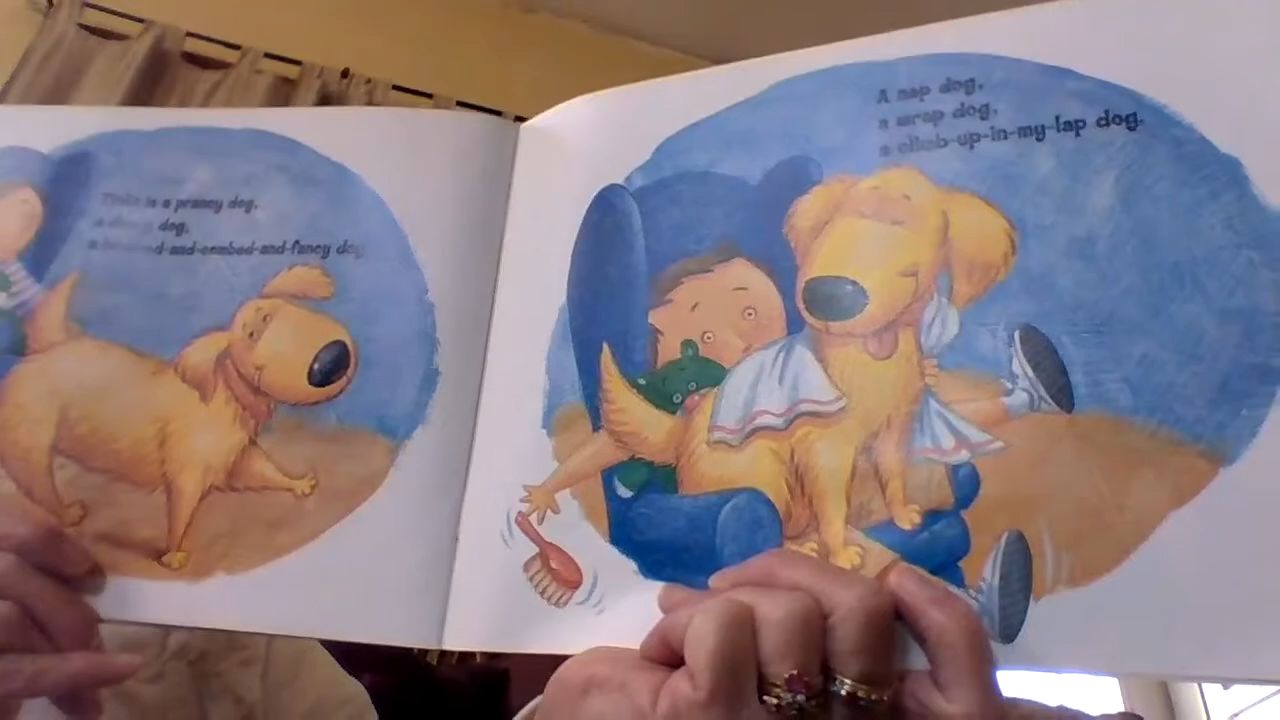 is a prancy dog,
a dog,
a -and-combed-and-fancy dog
A nap dog,
a wrap dog,
a climb-up-in-my-lap dog.